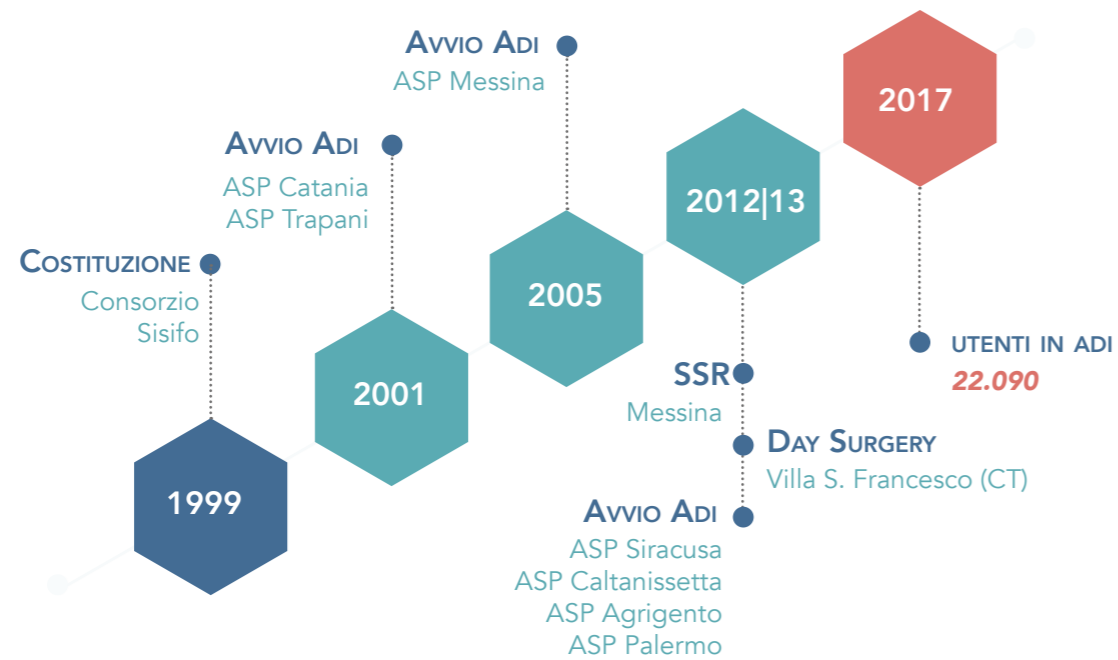 1999
Costituzione
Consorzio
Sisifo
2001
Avvio Adi
ASP Catania
ASP Trapani
2005
Avvio Adi
ASP Messina
2012|13
SSR
Messina
Day Surgery
Villa S. Francesco (CT)
Avvio Adi
ASP Siracusa
ASP Caltanissetta
ASP Agrigento
ASP Palermo
2017
utenti in adi
22.090